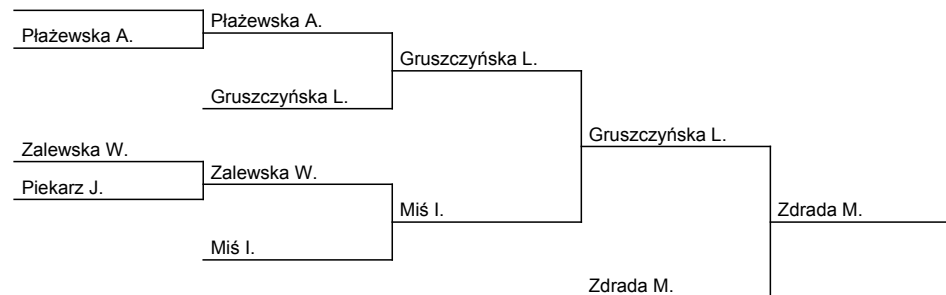 Płażewska A.
Płażewska A.
Gruszczyńska L.
Gruszczyńska L.
Gruszczyńska L.
Zalewska W.
Zalewska W.
Piekarz J.
Miś I.
Zdrada M.
Miś I.
Zdrada M.